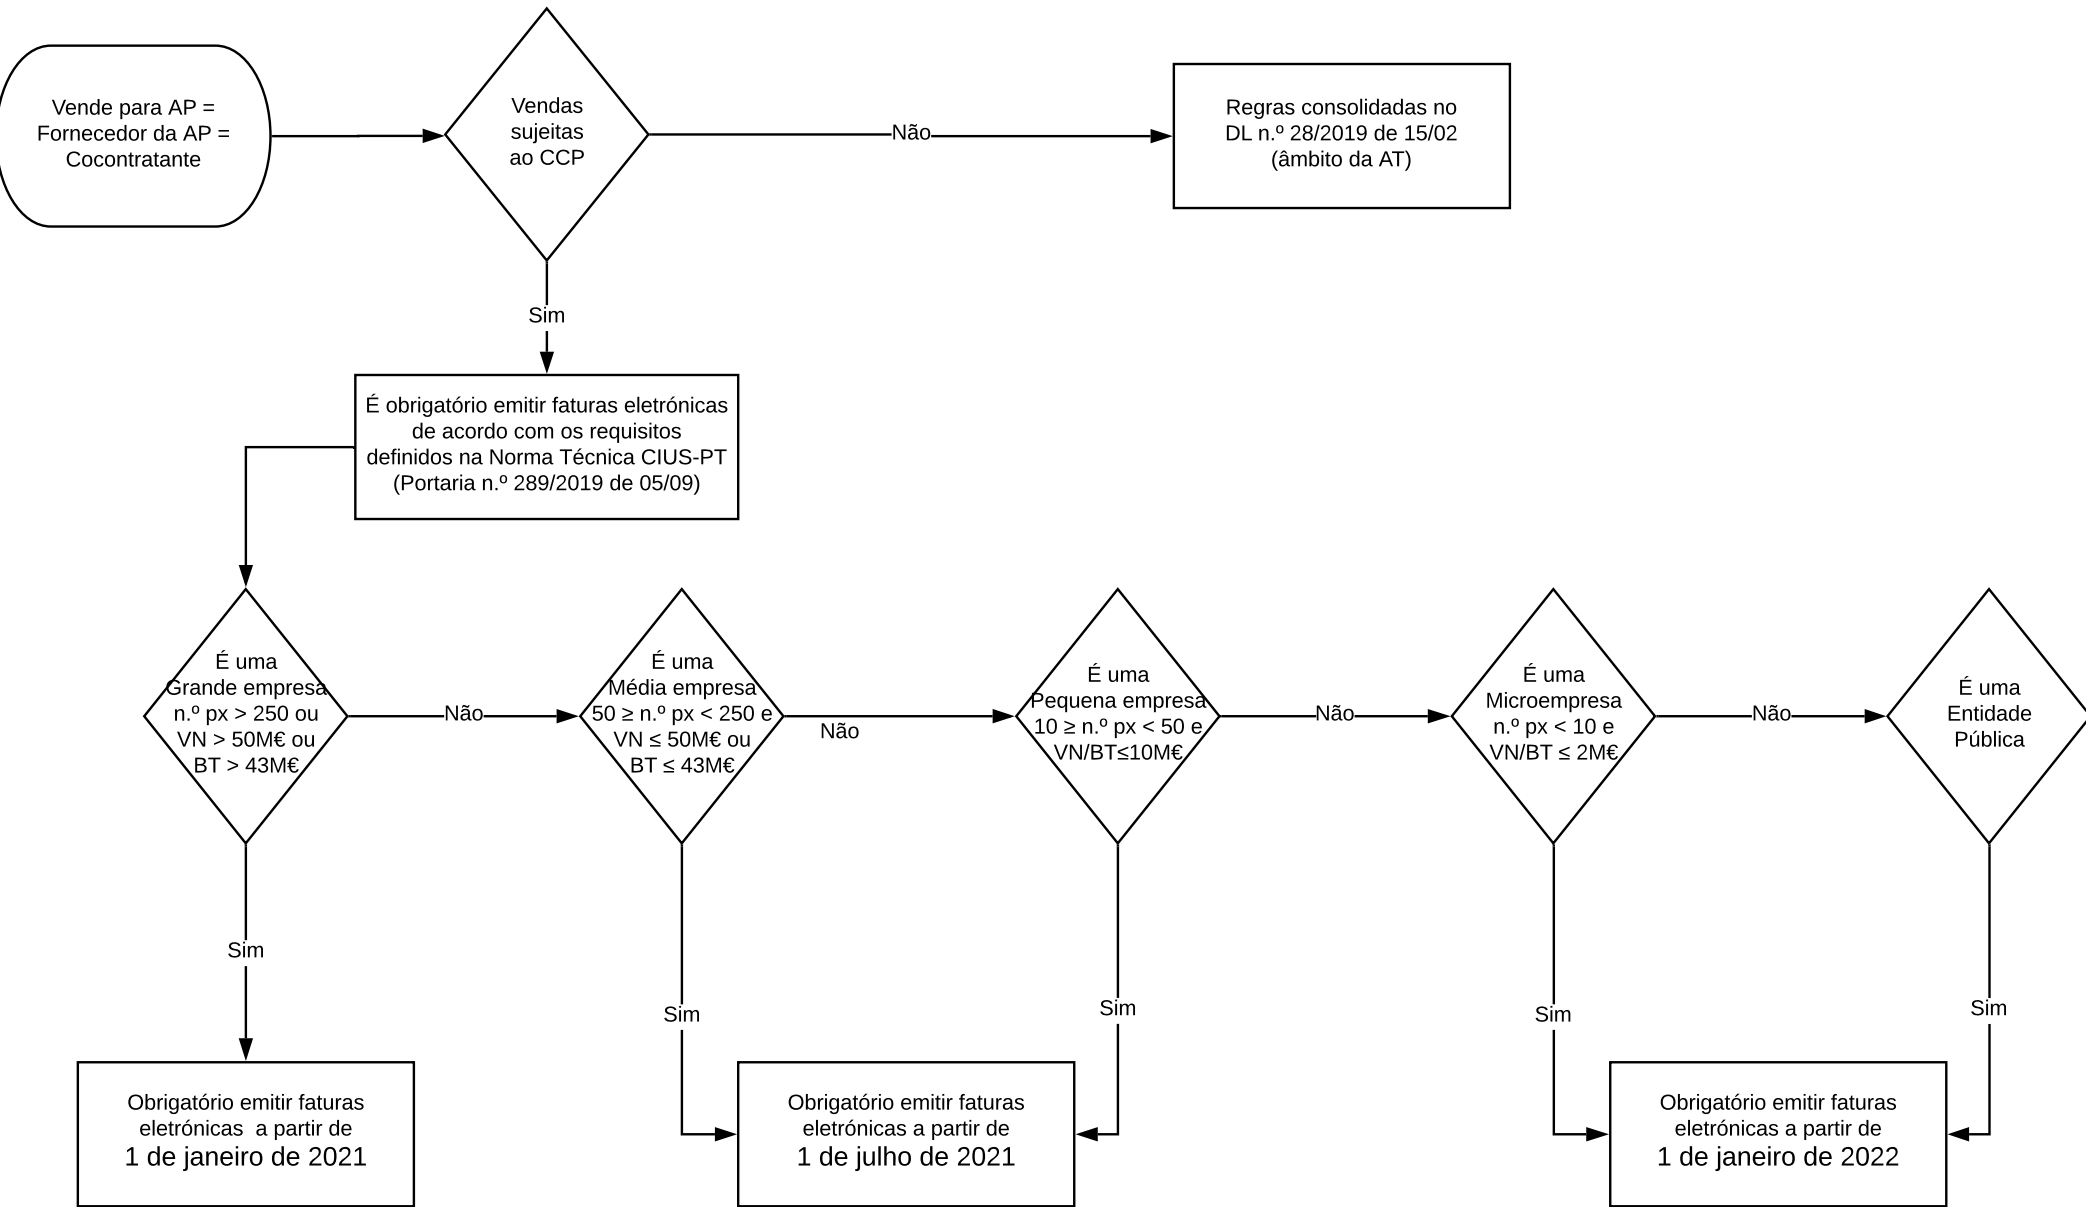 Vende para AP =
Fornecedor da AP =
Cocontratante
Vendas
sujeitas
ao CCP
Não
Regras consolidadas no
DL n.º 28/2019 de 15/02
(âmbito da AT)
Sim
É obrigatório emitir faturas eletrónicas
de acordo com os requisitos
definidos na Norma Técnica CIUS-PT
(Portaria n.º 289/2019 de 05/09)
É uma
Grande empresa
n.º px > 250 ou
VN > 50M€ ou
BT > 43M€
Não
É uma
Média empresa
50 ≥ n.º px < 250 e
VN ≤ 50M€ ou
BT ≤ 43M€
Não
É uma
Pequena empresa
10 ≥ n.º px < 50 e
VN/BT≤10M€
Não
É uma
Microempresa
n.º px < 10 e
VN/BT ≤ 2M€
Não
É uma
Entidade
Pública
Sim
Sim
Sim
Sim
Sim
Obrigatório emitir faturas
eletrónicas  a partir de
1 de janeiro de 2021
Obrigatório emitir faturas
eletrónicas a partir de
1 de julho de 2021
Obrigatório emitir faturas
eletrónicas a partir de
1 de janeiro de 2022